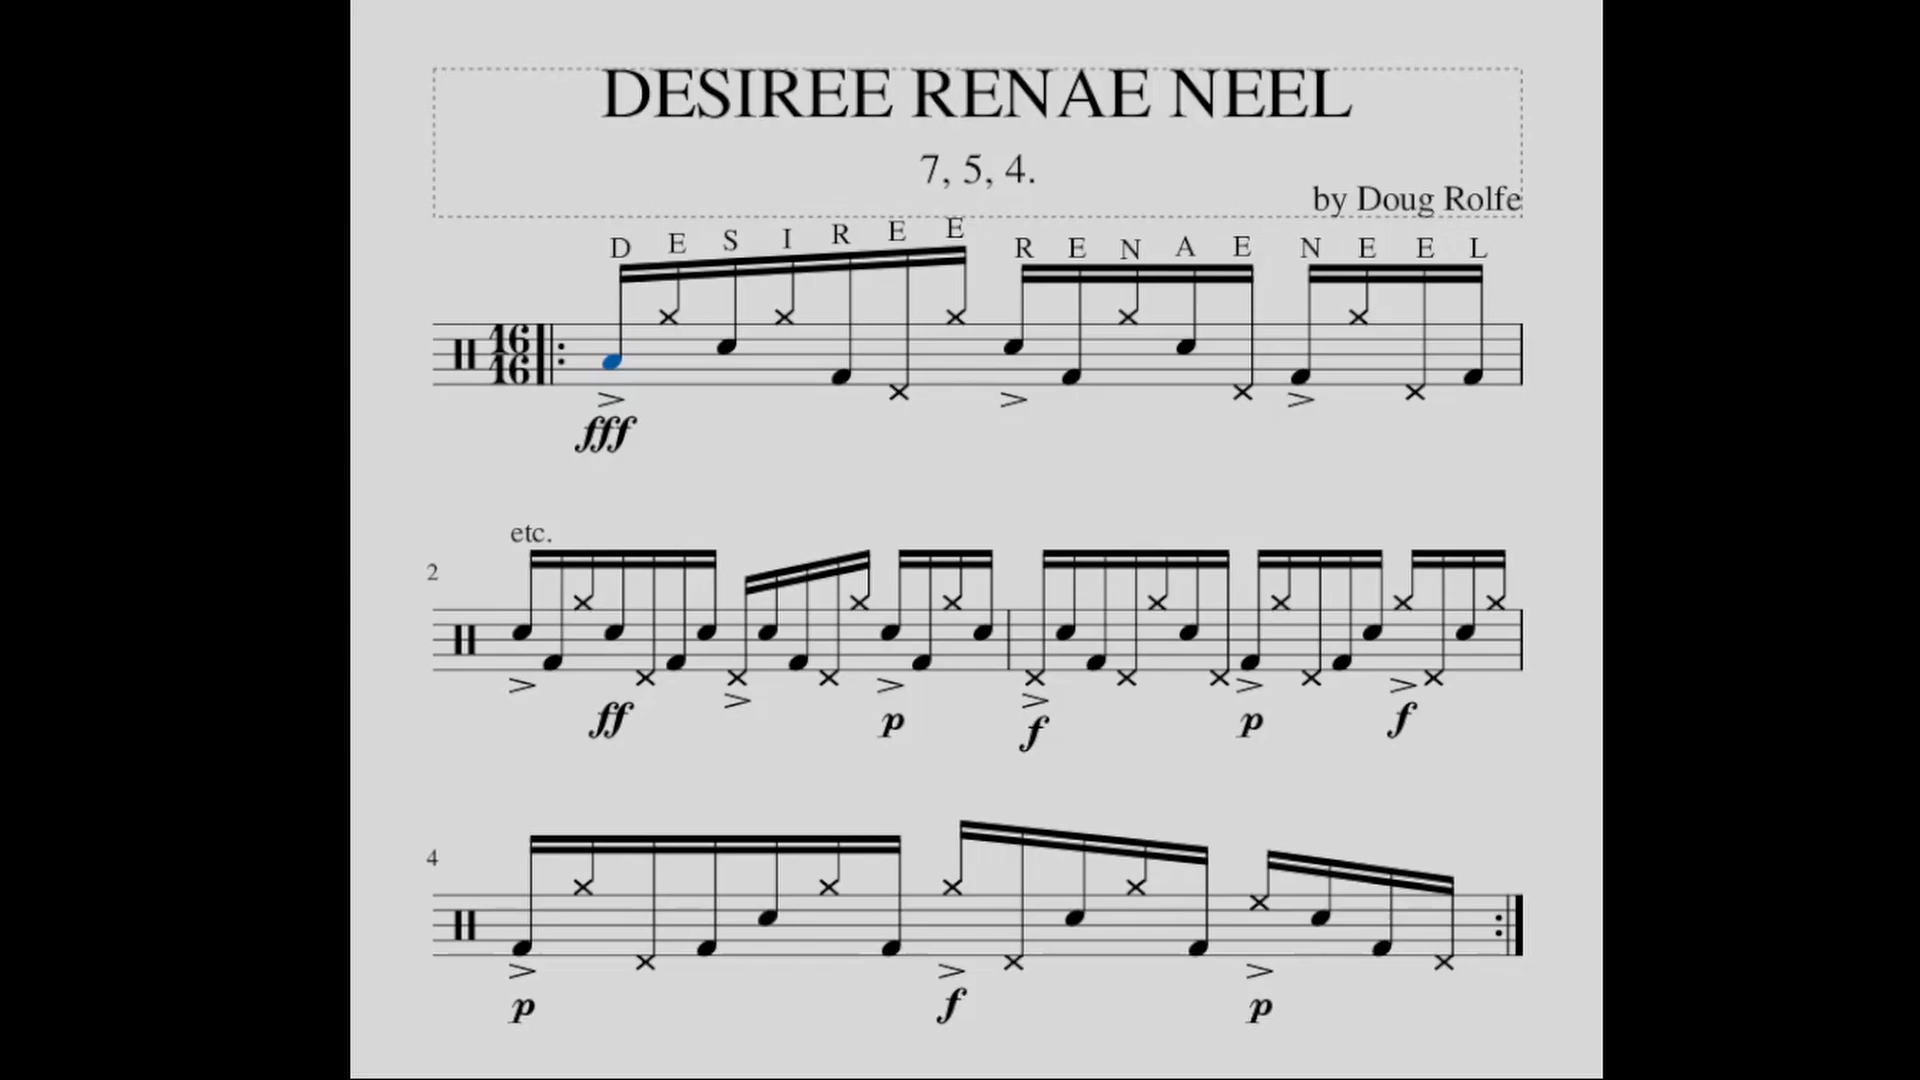 DESIREE RENAE NEEL
7, 5, 4.
by Doug Rolfe
D E S I R E E R E N A E N E E L
16
16
fff
etc.
2
ff p f p f
4
p f p